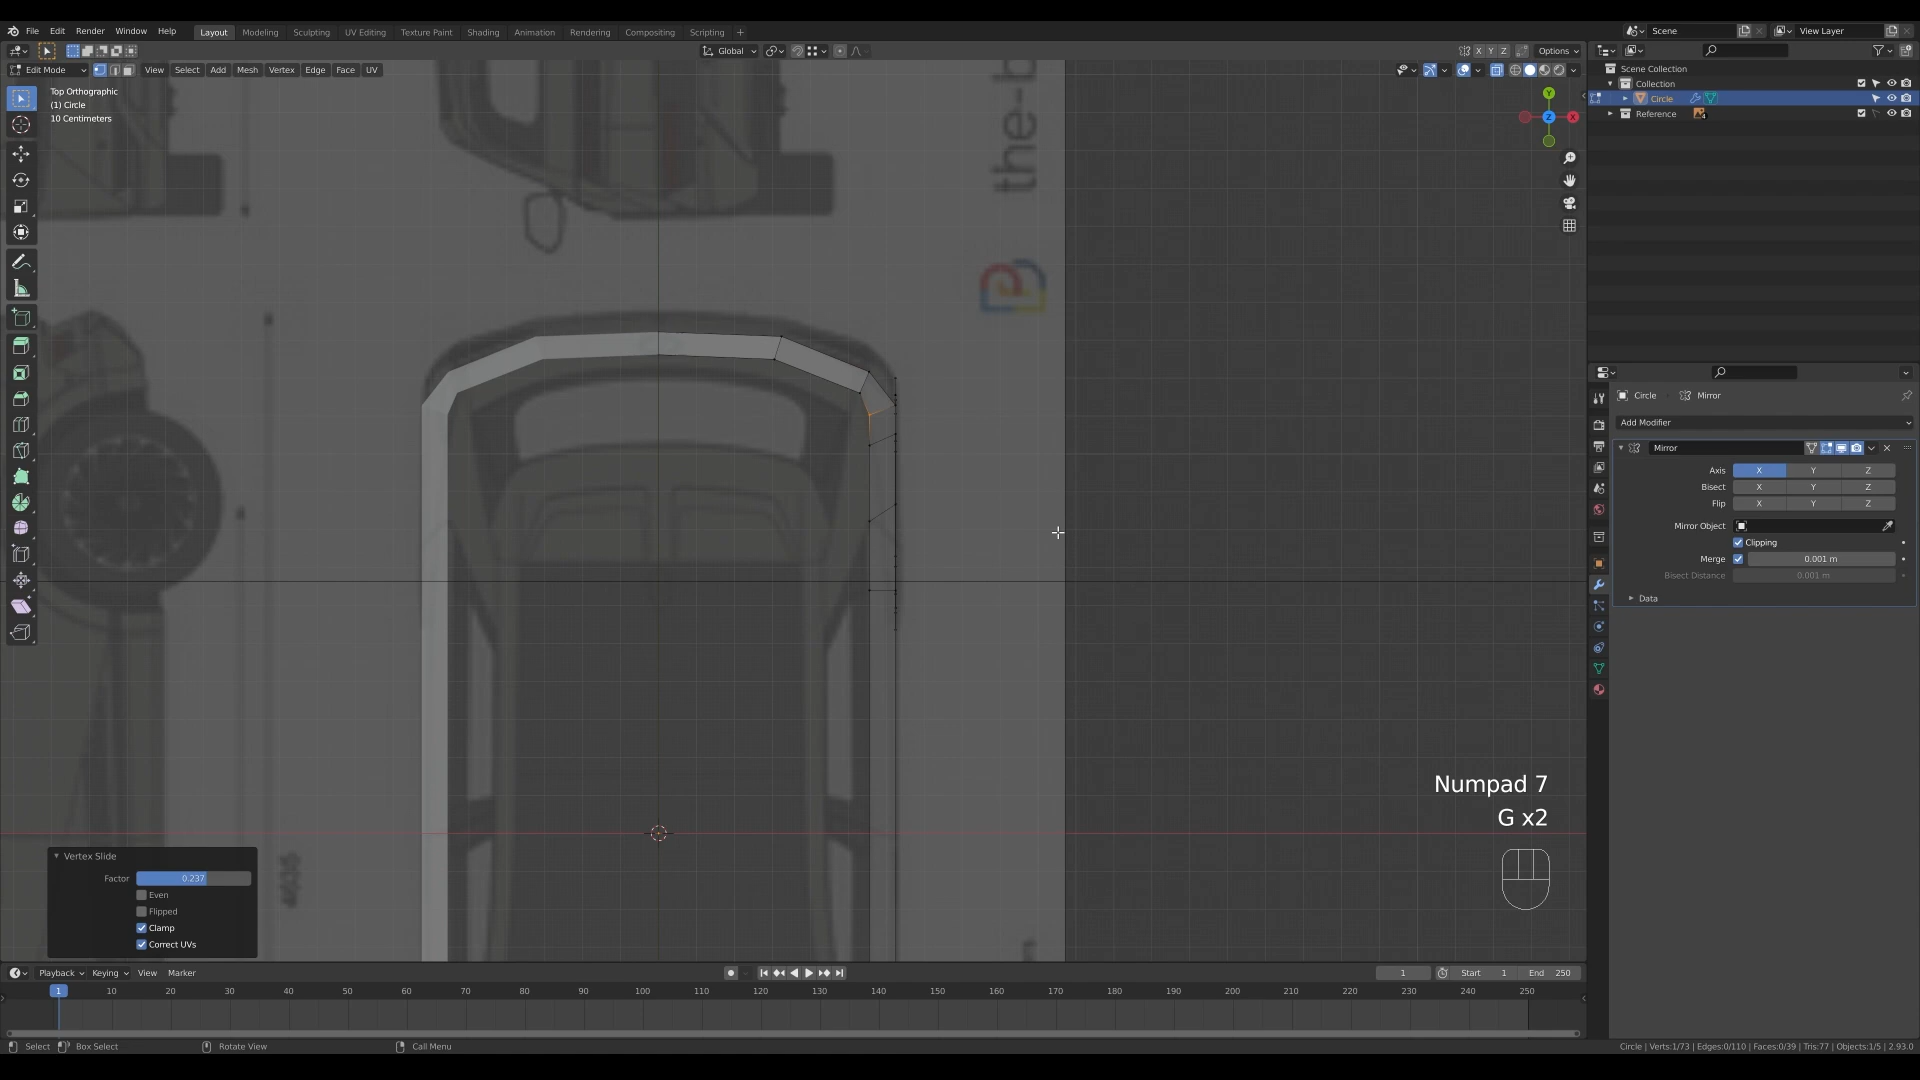 File Edit Render Window Help Layout Modeling Sculpting UV Editing Texture Paint Shading Animation Rendering Compositing Scripting + Scene View Layer
Global Options
X Y Z
Edit Mode View Select Add Mesh Vertex Edge Face UV
Scene Collection
Collection
Circle
Reference
Top Orthographic
(1) Circle
10 Centimeters
the-b
Y
Z
X
Circle Mirror
Add Modifier
Mirror
Axis X Y Z
Bisect X Y Z
Flip X Y Z
Mirror Object
Clipping
Merge 0.001 m
Bisect Distance 0.001 m
Data
Numpad 7
G x2
Vertex Slide
Factor 0.237
Even
Flipped
Clamp
Correct UVs
Playback Keying View Marker 1 Start 1 End 250
1 10 20 30 40 50 60 70 80 90 100 110 120 130 140 150 160 170 180 190 200 210 220 230 240 250
Select Box Select Rotate View Call Menu Circle | Verts:1/73 | Edges:0/110 | Faces:0/39 | Tris:77 | Objects:1/5 | 2.93.0